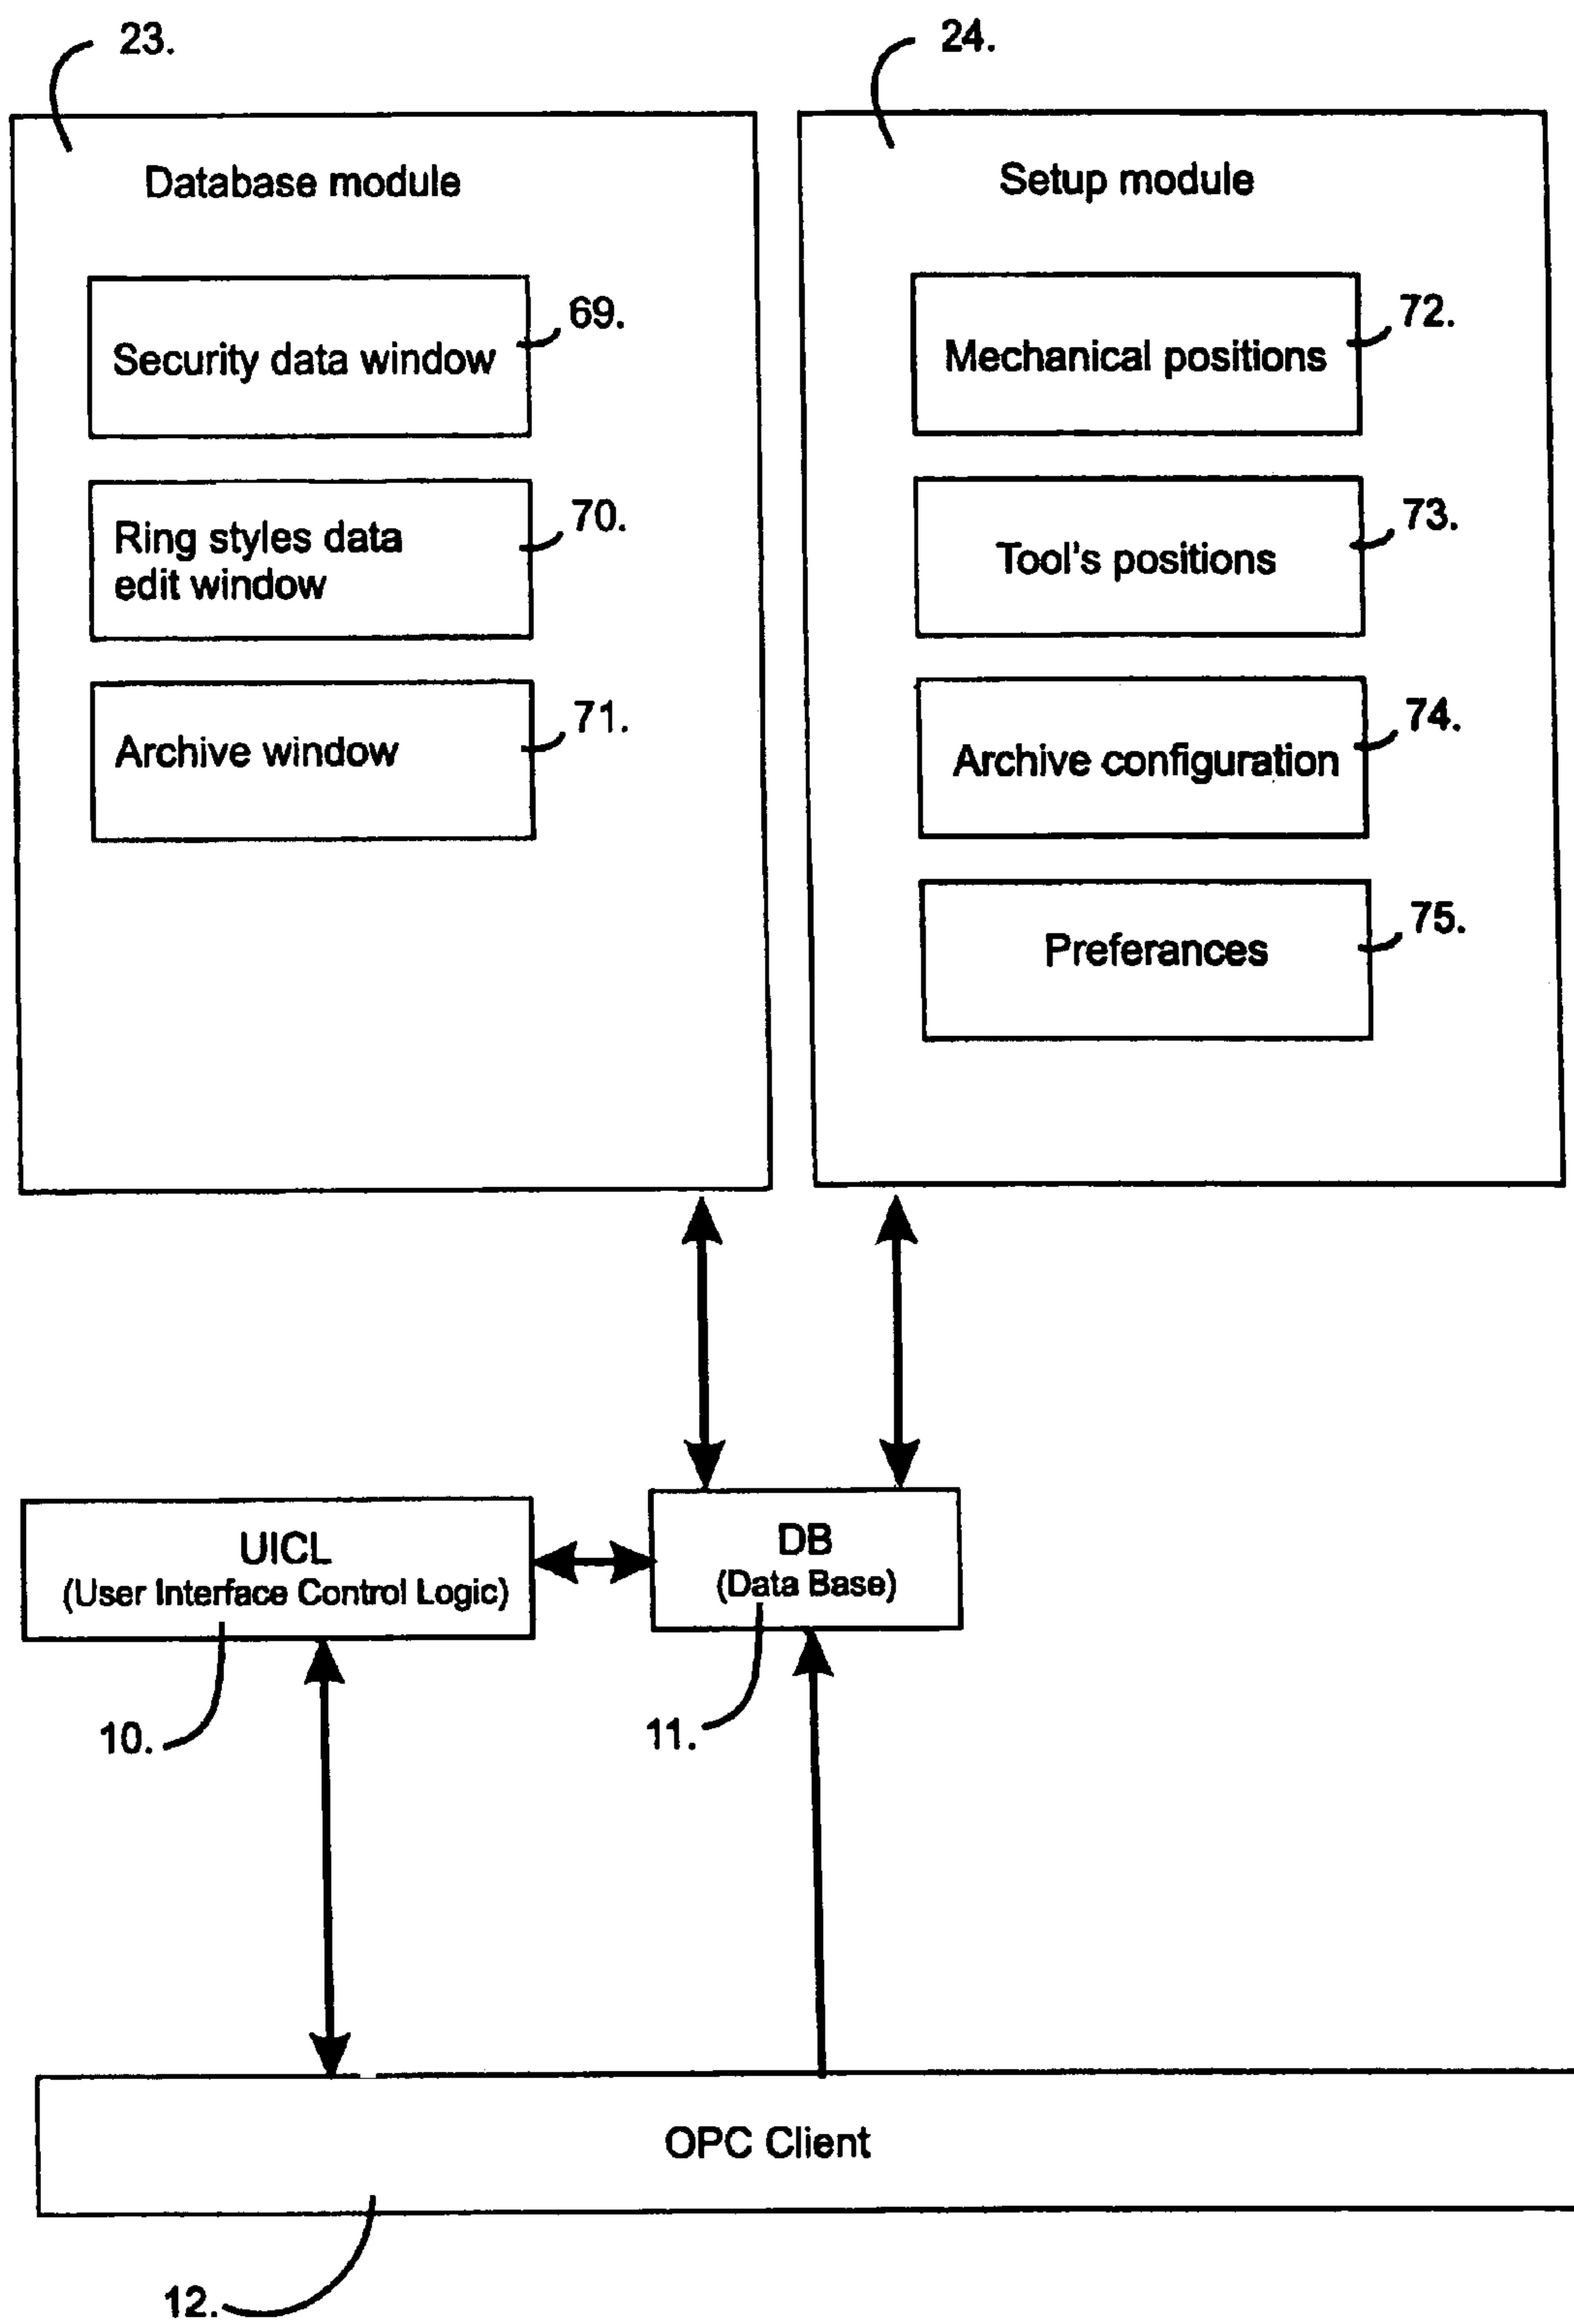 23.
24.
Database module
Setup module
Security data window
69.
Ring styles data
edit window
70.
Archive window
71.
Mechanical positions
72.
Tool's positions
73.
Archive configuration
74.
Preferances
75.
UICL
(User Interface Control Logic)
DB
(Data Base)
10.
11.
OPC Client
12.